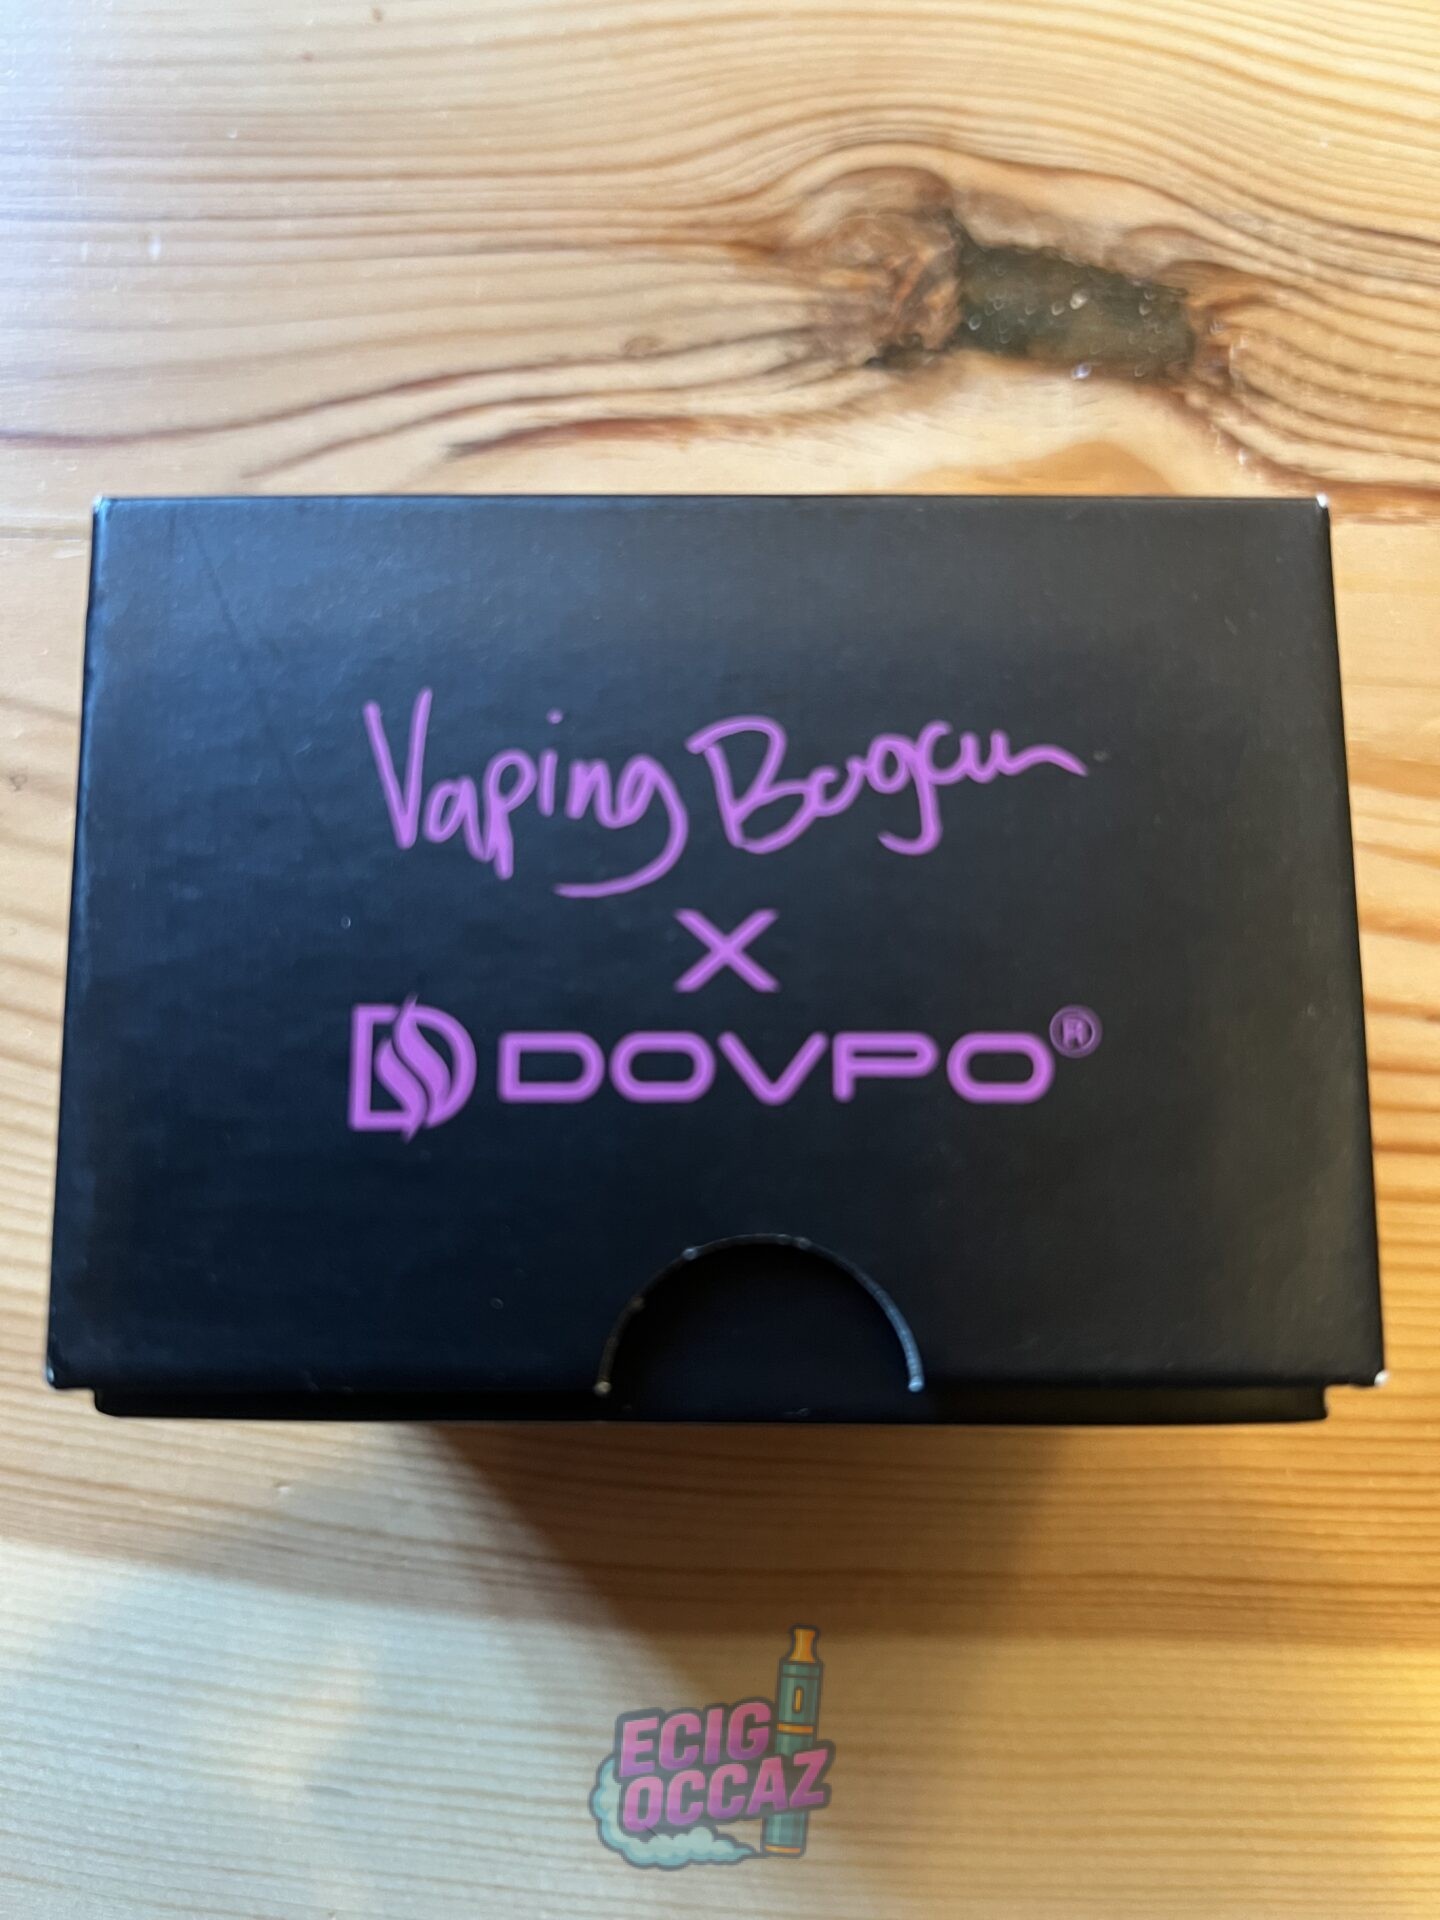 Vaping Bogan
X
DOVPO®
ECIG
OCCAZ